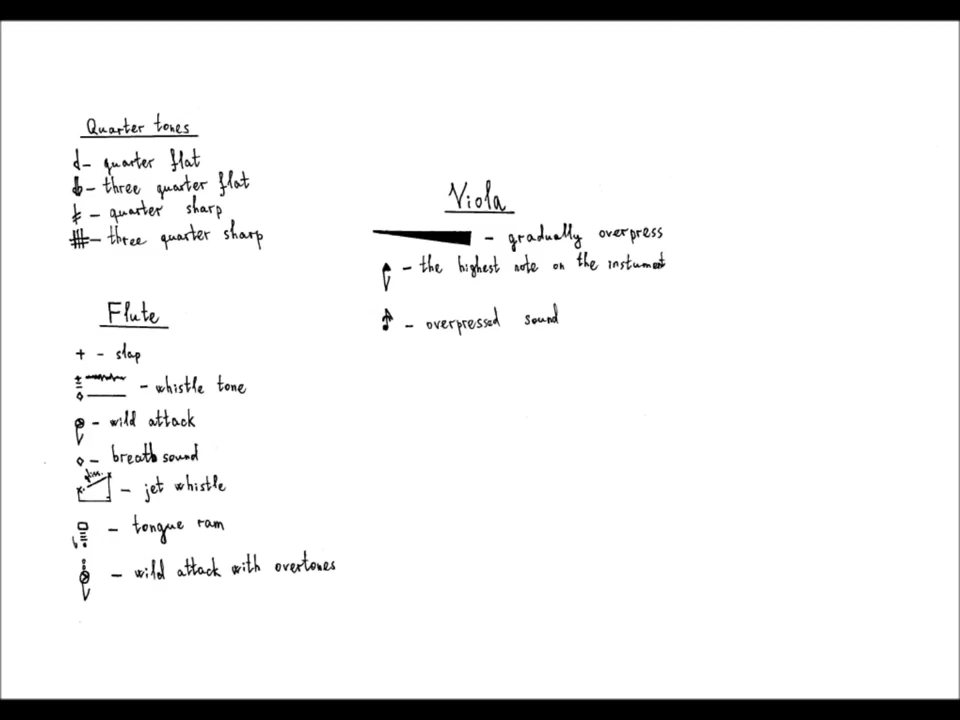 Quarter tones
d - quarter flat
- three quarter flat
- quarter sharp
- three quarter sharp
Flute
+ - slap
- whistle tone
- wild attack
◇ - breath sound
gliss.
- jet whistle
- tongue ram
- wild attack with overtones
Viola
- gradually overpress
- the highest note on the instument
- overpressed sound